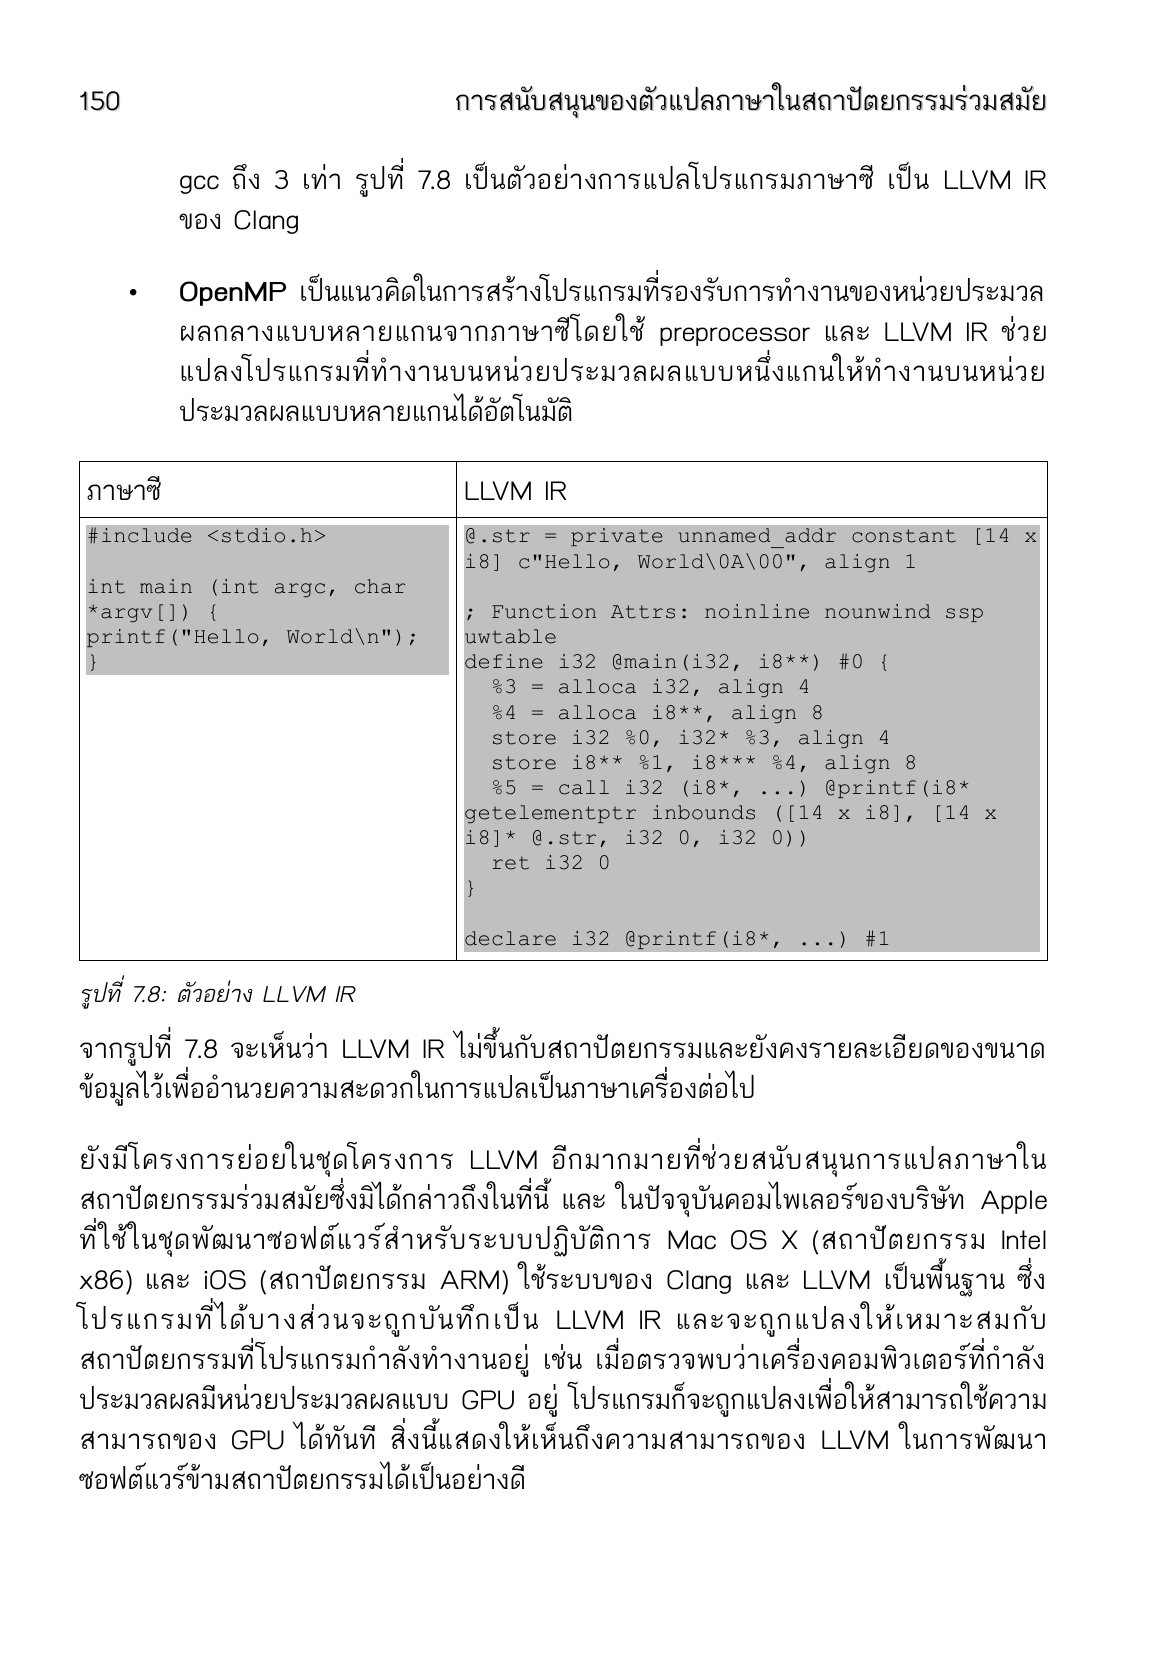 150 การสนับสนุนของตัวแปลภาษาในสถาปัตยกรรมร่วมสมัย
gcc ถึง 3 เท่า รูปที่ 7.8 เป็นตัวอย่างการแปลโปรแกรมภาษาซี เป็น LLVM IR
ของ Clang
• OpenMP เป็นแนวคิดในการสร้างโปรแกรมที่รองรับการทำงานของหน่วยประมวล
ผลกลางแบบหลายแกนจากภาษาซีโดยใช้ preprocessor และ LLVM IR ช่วย
แปลงโปรแกรมที่ทำงานบนหน่วยประมวลผลแบบหนึ่งแกนให้ทำงานบนหน่วย
ประมวลผลแบบหลายแกนได้อัตโนมัติ
ภาษาซี
#include <stdio.h>
int main (int argc, char
*argv[]) {
printf("Hello, World\n");
}
LLVM IR
@.str = private unnamed_addr constant [14 x
i8] c"Hello, World\0A\00", align 1
; Function Attrs: noinline nounwind ssp
uwtable
define i32 @main(i32, i8**) #0 {
%3 = alloca i32, align 4
%4 = alloca i8**, align 8
store i32 %0, i32* %3, align 4
store i8** %1, i8*** %4, align 8
%5 = call i32 (i8*, ...) @printf(i8*
getelementptr inbounds ([14 x i8], [14 x
i8]* @.str, i32 0, i32 0))
ret i32 0
}
declare i32 @printf(i8*, ...) #1
รูปที่ 7.8: ตัวอย่าง LLVM IR
จากรูปที่ 7.8 จะเห็นว่า LLVM IR ไม่ขึ้นกับสถาปัตยกรรมและยังคงรายละเอียดของขนาด
ข้อมูลไว้เพื่ออำนวยความสะดวกในการแปลเป็นภาษาเครื่องต่อไป
ยังมีโครงการย่อยในชุดโครงการ LLVM อีกมากมายที่ช่วยสนับสนุนการแปลภาษาใน
สถาปัตยกรรมร่วมสมัยซึ่งมิได้กล่าวถึงในที่นี้ และ ในปัจจุบันคอมไพเลอร์ของบริษัท Apple
ที่ใช้ในชุดพัฒนาซอฟต์แวร์สำหรับระบบปฏิบัติการ Mac OS X (สถาปัตยกรรม Intel
x86) และ iOS (สถาปัตยกรรม ARM) ใช้ระบบของ Clang และ LLVM เป็นพื้นฐาน ซึ่ง
โปรแกรมที่ได้บางส่วนจะถูกบันทึกเป็น LLVM IR และจะถูกแปลงให้เหมาะสมกับ
สถาปัตยกรรมที่โปรแกรมกำลังทำงานอยู่ เช่น เมื่อตรวจพบว่าเครื่องคอมพิวเตอร์ที่กำลัง
ประมวลผลมีหน่วยประมวลผลแบบ GPU อยู่ โปรแกรมก็จะถูกแปลงเพื่อให้สามารถใช้ความ
สามารถของ GPU ได้ทันที สิ่งนี้แสดงให้เห็นถึงความสามารถของ LLVM ในการพัฒนา
ซอฟต์แวร์ข้ามสถาปัตยกรรมได้เป็นอย่างดี